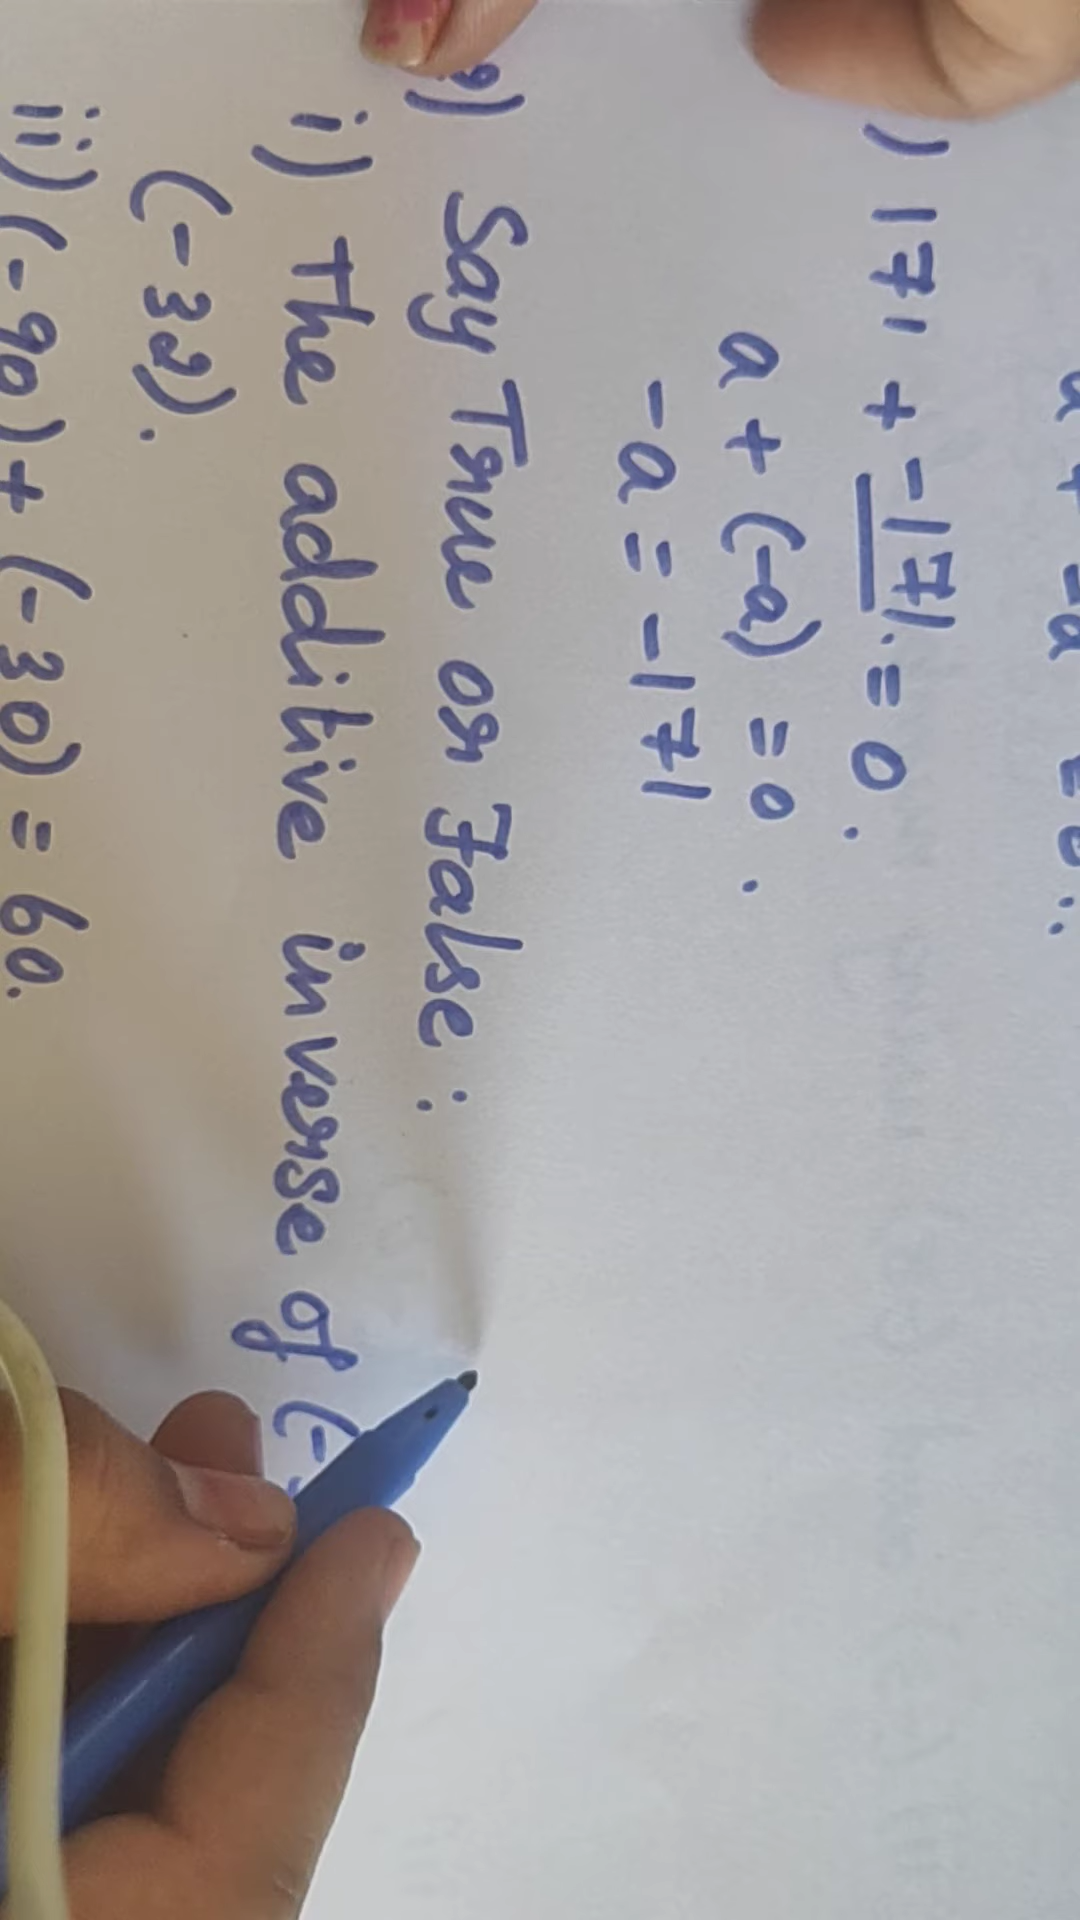 ) 171 + -171. = 0.
a + (-a) = 0.
-a = -171
Say True or False :
i) The additive inverse of (-
(-32).
ii) (-90) + (-30) = 60.